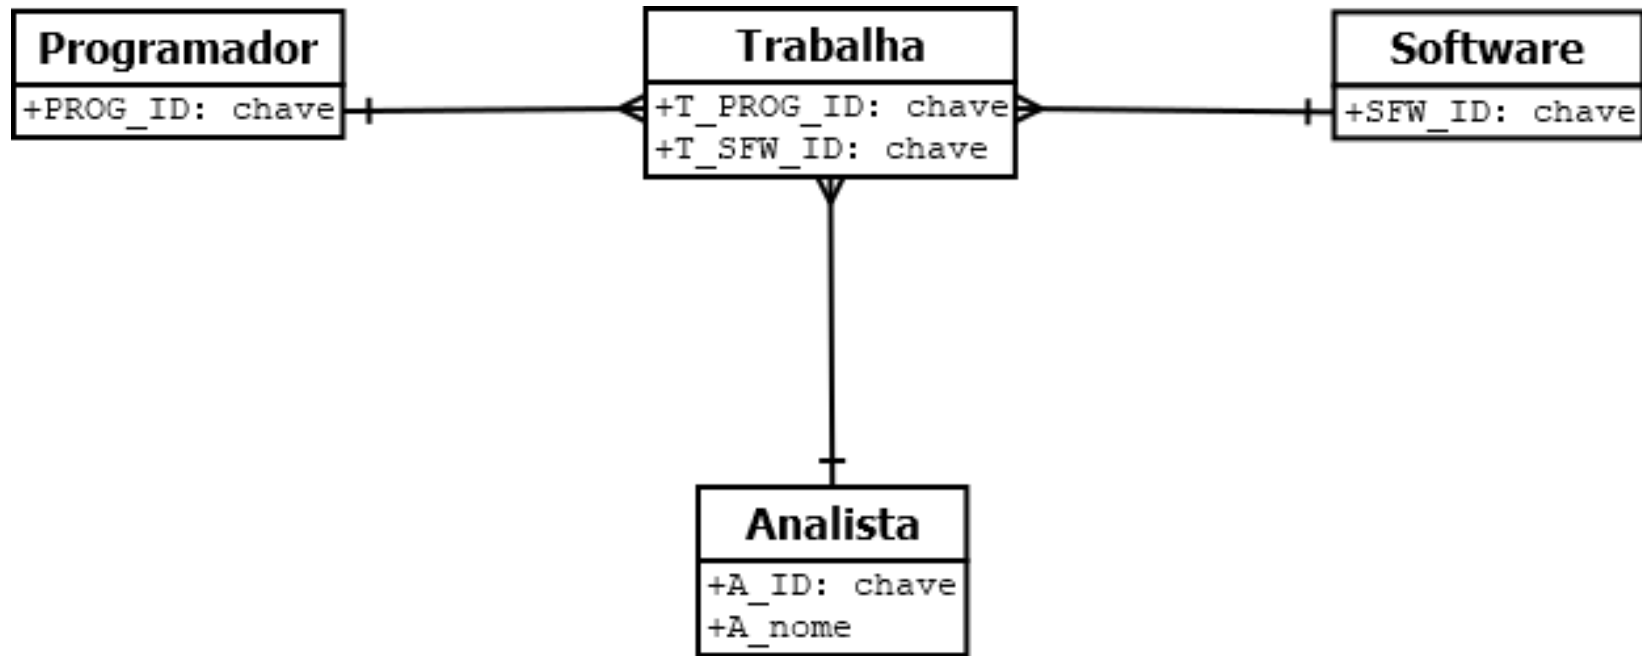 Programador
+PROG_ID: chave
Trabalha
+T_PROG_ID: chave
+T_SFW_ID: chave
Software
+SFW_ID: chave
Analista
+A_ID: chave
+A_nome